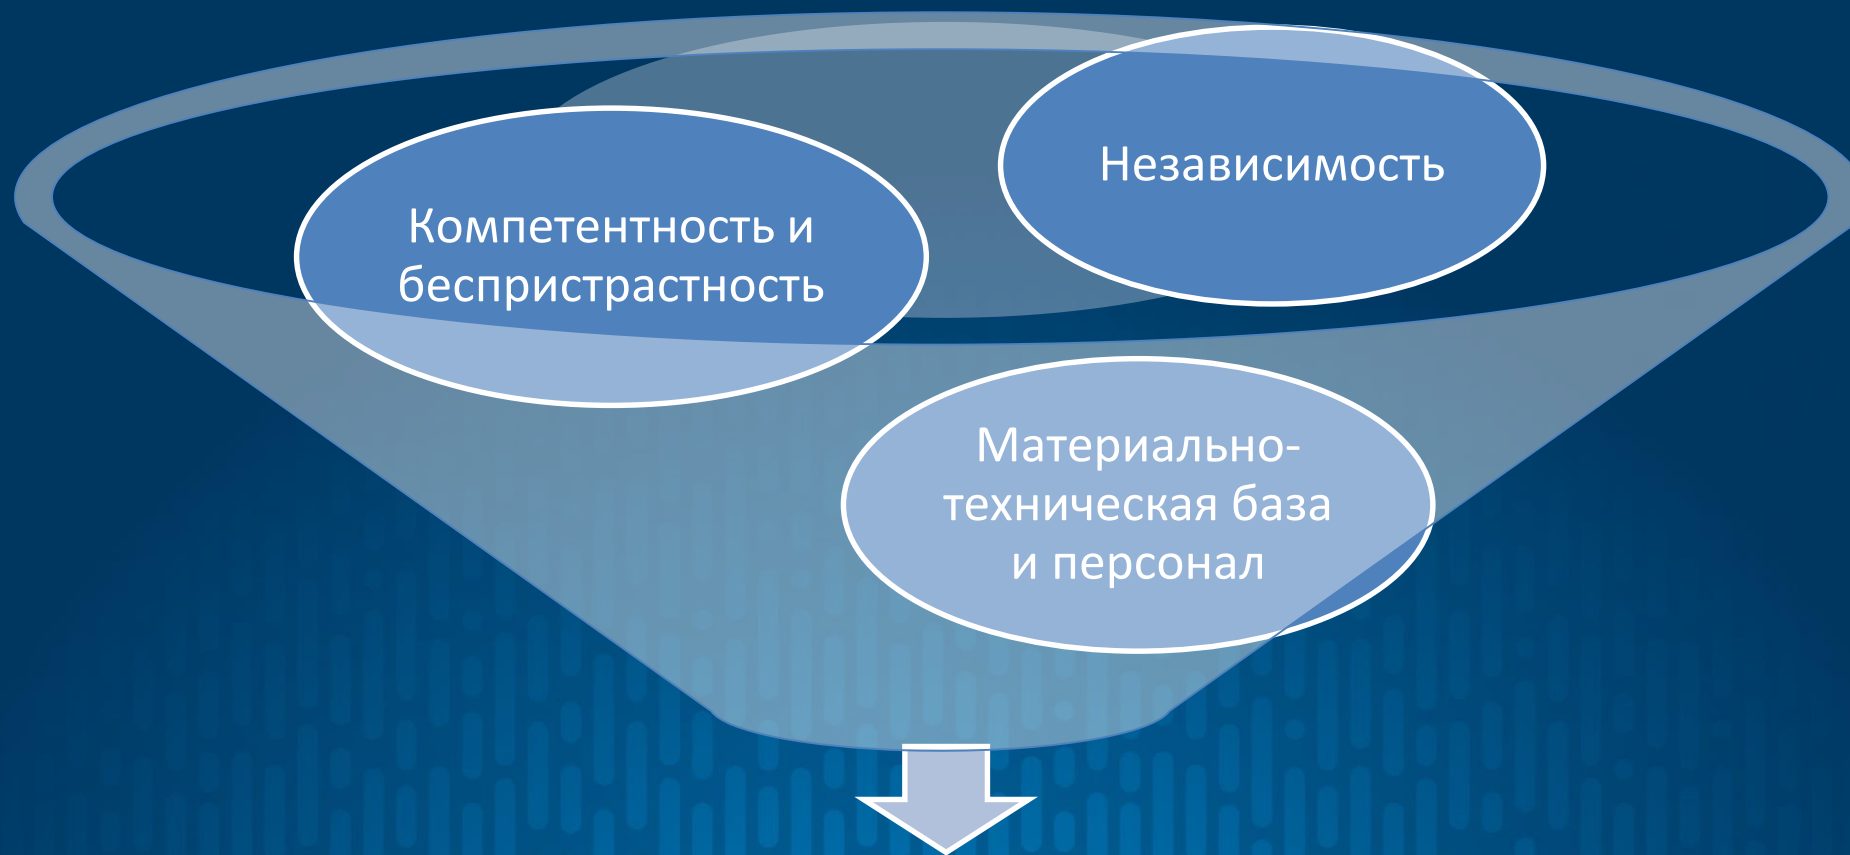 Независимость
Компетентность и
беспристрастность
Материально-
техническая база
и персонал